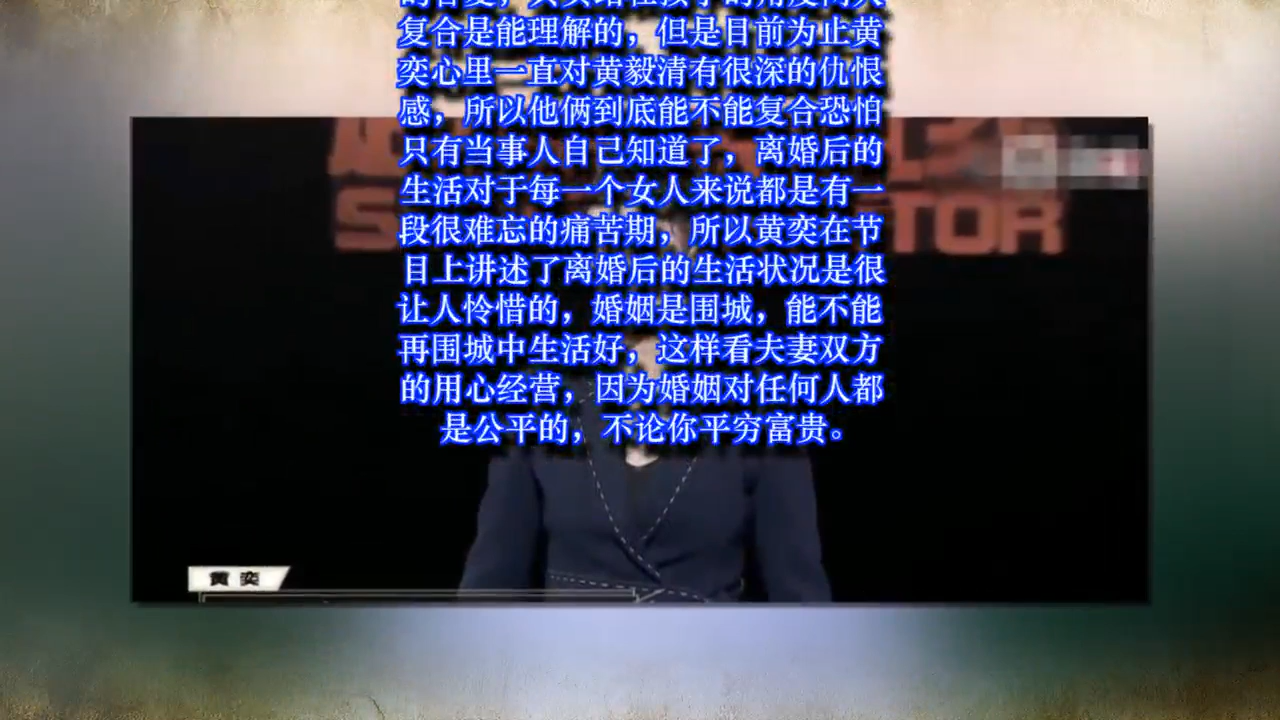 复合是能理解的，但是目前为止黄
奕心里一直对黄毅清有很深的仇恨
感，所以他俩到底能不能复合恐怕
只有当事人自己知道了，离婚后的
生活对于每一个女人来说都是有一
段很难忘的痛苦期，所以黄奕在节
目上讲述了离婚后的生活状况是很
让人怜惜的，婚姻是围城，能不能
再围城中生活好，这样看夫妻双方
的用心经营，因为婚姻对任何人都
是公平的，不论你平穷富贵。
TOR
黄奕